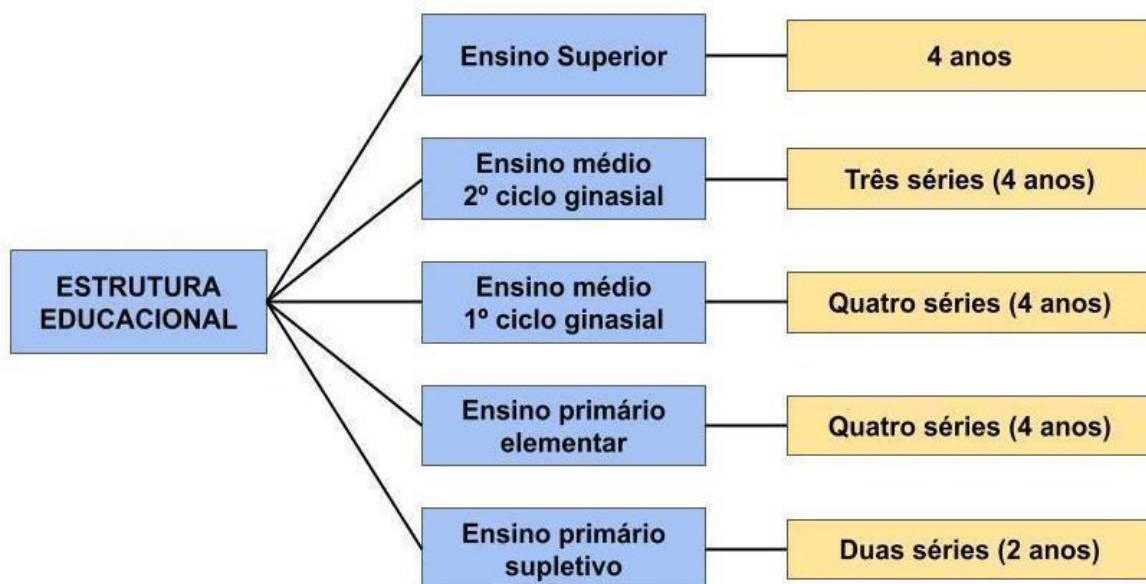 ESTRUTURA
EDUCACIONAL
Ensino Superior
4 anos
Ensino médio
2º ciclo ginasial
Três séries (4 anos)
Ensino médio
1º ciclo ginasial
Quatro séries (4 anos)
Ensino primário
elementar
Quatro séries (4 anos)
Ensino primário
supletivo
Duas séries (2 anos)